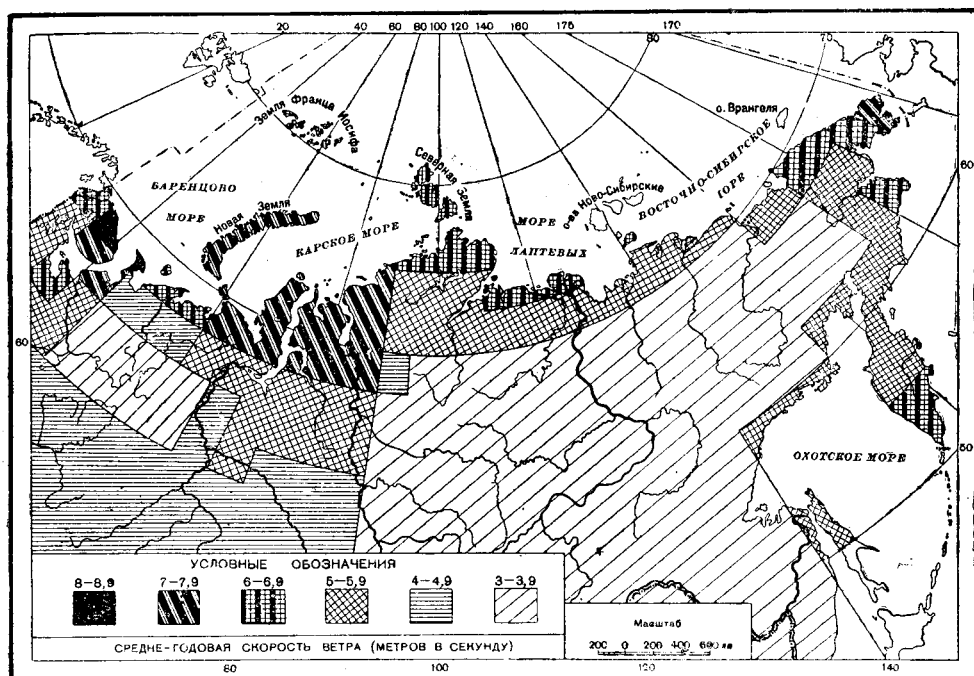 20 40 60 80 100 120 140 160 176 170
80
70
60
60
60
50
о. Врангеля
Земля Франца Иосифа
Северная Земля
БАРЕНЦОВО
МОРЕ
Новая Земля
КАРСКОЕ МОРЕ
МОРЕ
ЛАПТЕВЫХ
о-ва Ново-Сибирские
ВОСТОЧНО-СИБИРСКОЕ
МОРЕ
ОХОТСКОЕ МОРЕ
УСЛОВНЫЕ ОБОЗНАЧЕНИЯ
8–8,9 7–7,9 6–6,9 5–5,9 4–4,9 3–3,9
СРЕДНЕ-ГОДОВАЯ СКОРОСТЬ ВЕТРА (МЕТРОВ В СЕКУНДУ)
Масштаб
200 0 200 400 600 км
80 100 120 140